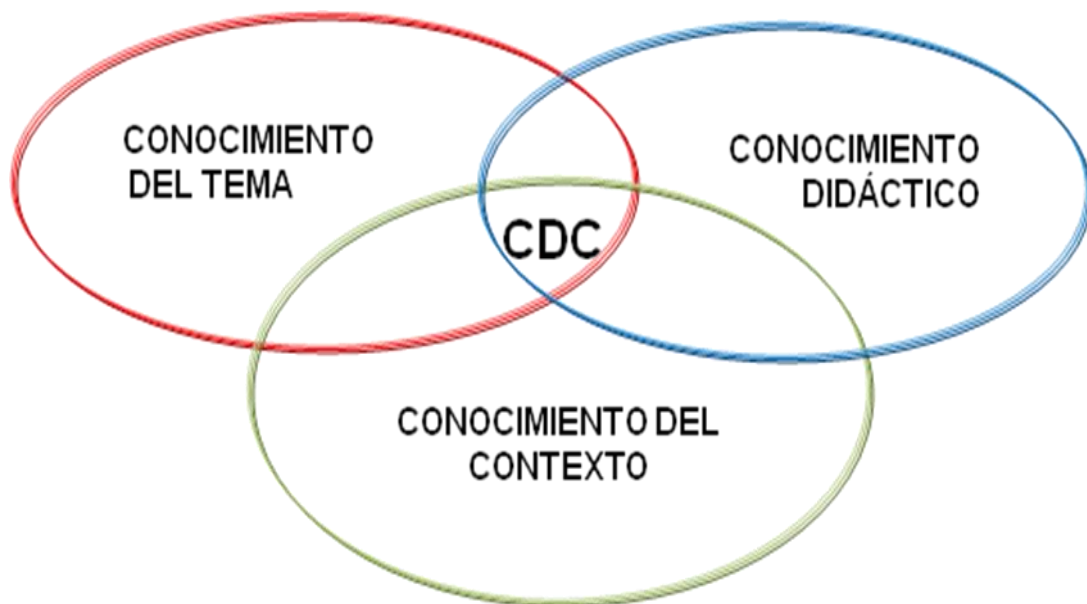 CONOCIMIENTO
DEL TEMA
CONOCIMIENTO
DIDÁCTICO
CDC
CONOCIMIENTO DEL
CONTEXTO